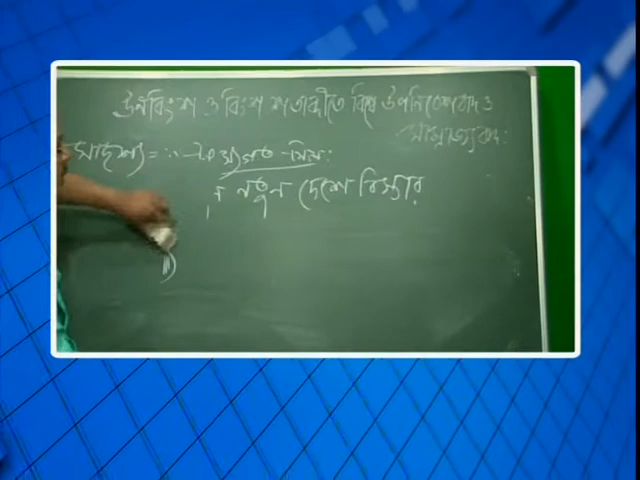 ঊনবিংশ ও বিংশ শতাব্দীতে বিশ্বে উপনিবেশবাদ ও
সাম্রাজ্যবাদ:
সাদৃশ্য =
নতুন দেশে বিস্তার